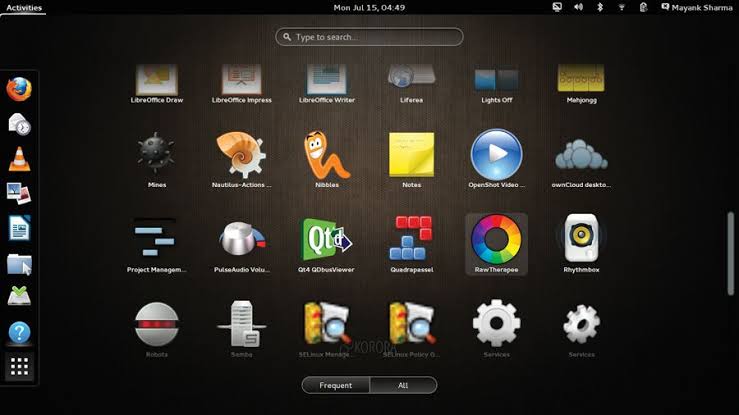 Activities
Mon Jul 15, 04:49
Mayank Sharma
Type to search...
LibreOffice Draw
LibreOffice Impress
LibreOffice Writer
Liferea
Lights Off
Mahjongg
Mines
Nautilus-Actions ...
Nibbles
Notes
OpenShot Video ...
ownCloud deskto...
Project Managem...
PulseAudio Volu...
Qt4 QDbusViewer
Quadrapassel
RawTherapee
Rhythmbox
Robots
Samba
SELinux Manage...
SELinux Policy G...
Services
Services
KORORA
Frequent
All